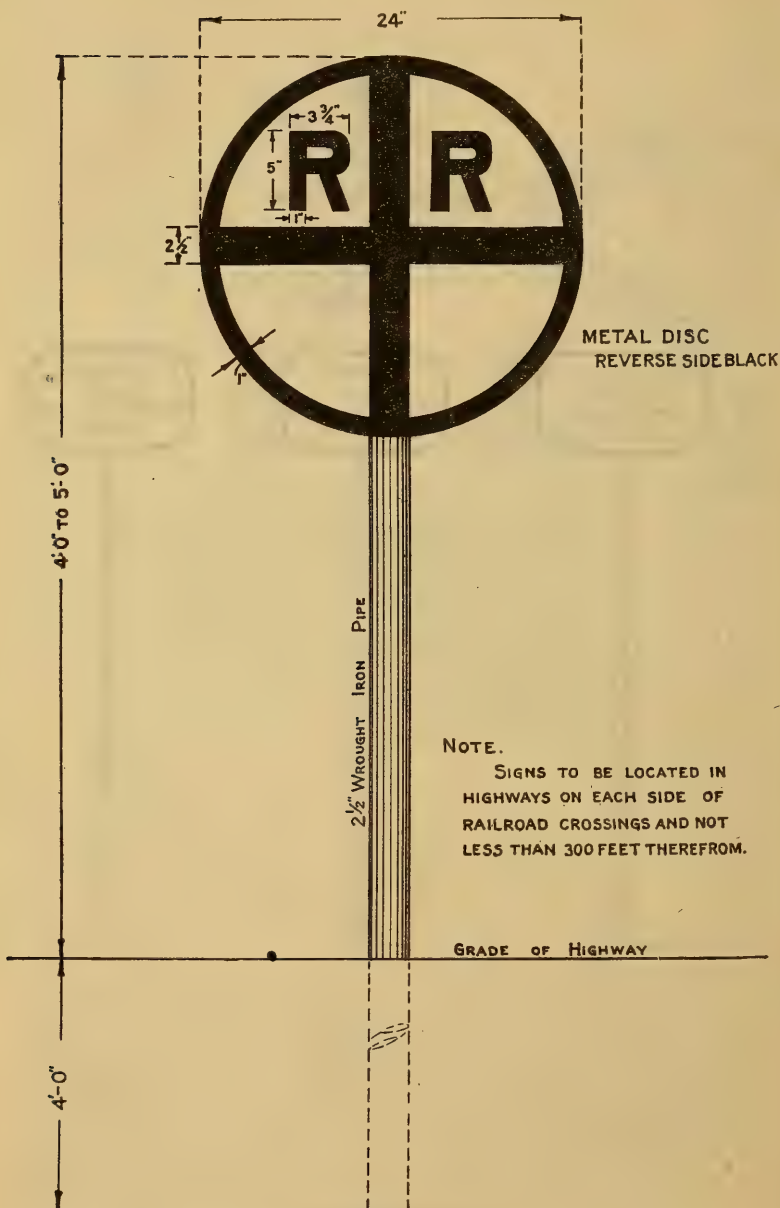 24"
3 3/4"
5"
R R
1"
2 1/2"
METAL DISC
REVERSE SIDE BLACK
1"
4'-0" TO 5'-0"
2 1/2" WROUGHT IRON PIPE
NOTE.
SIGNS TO BE LOCATED IN
HIGHWAYS ON EACH SIDE OF
RAILROAD CROSSINGS AND NOT
LESS THAN 300 FEET THEREFROM.
GRADE OF HIGHWAY
4'-0"